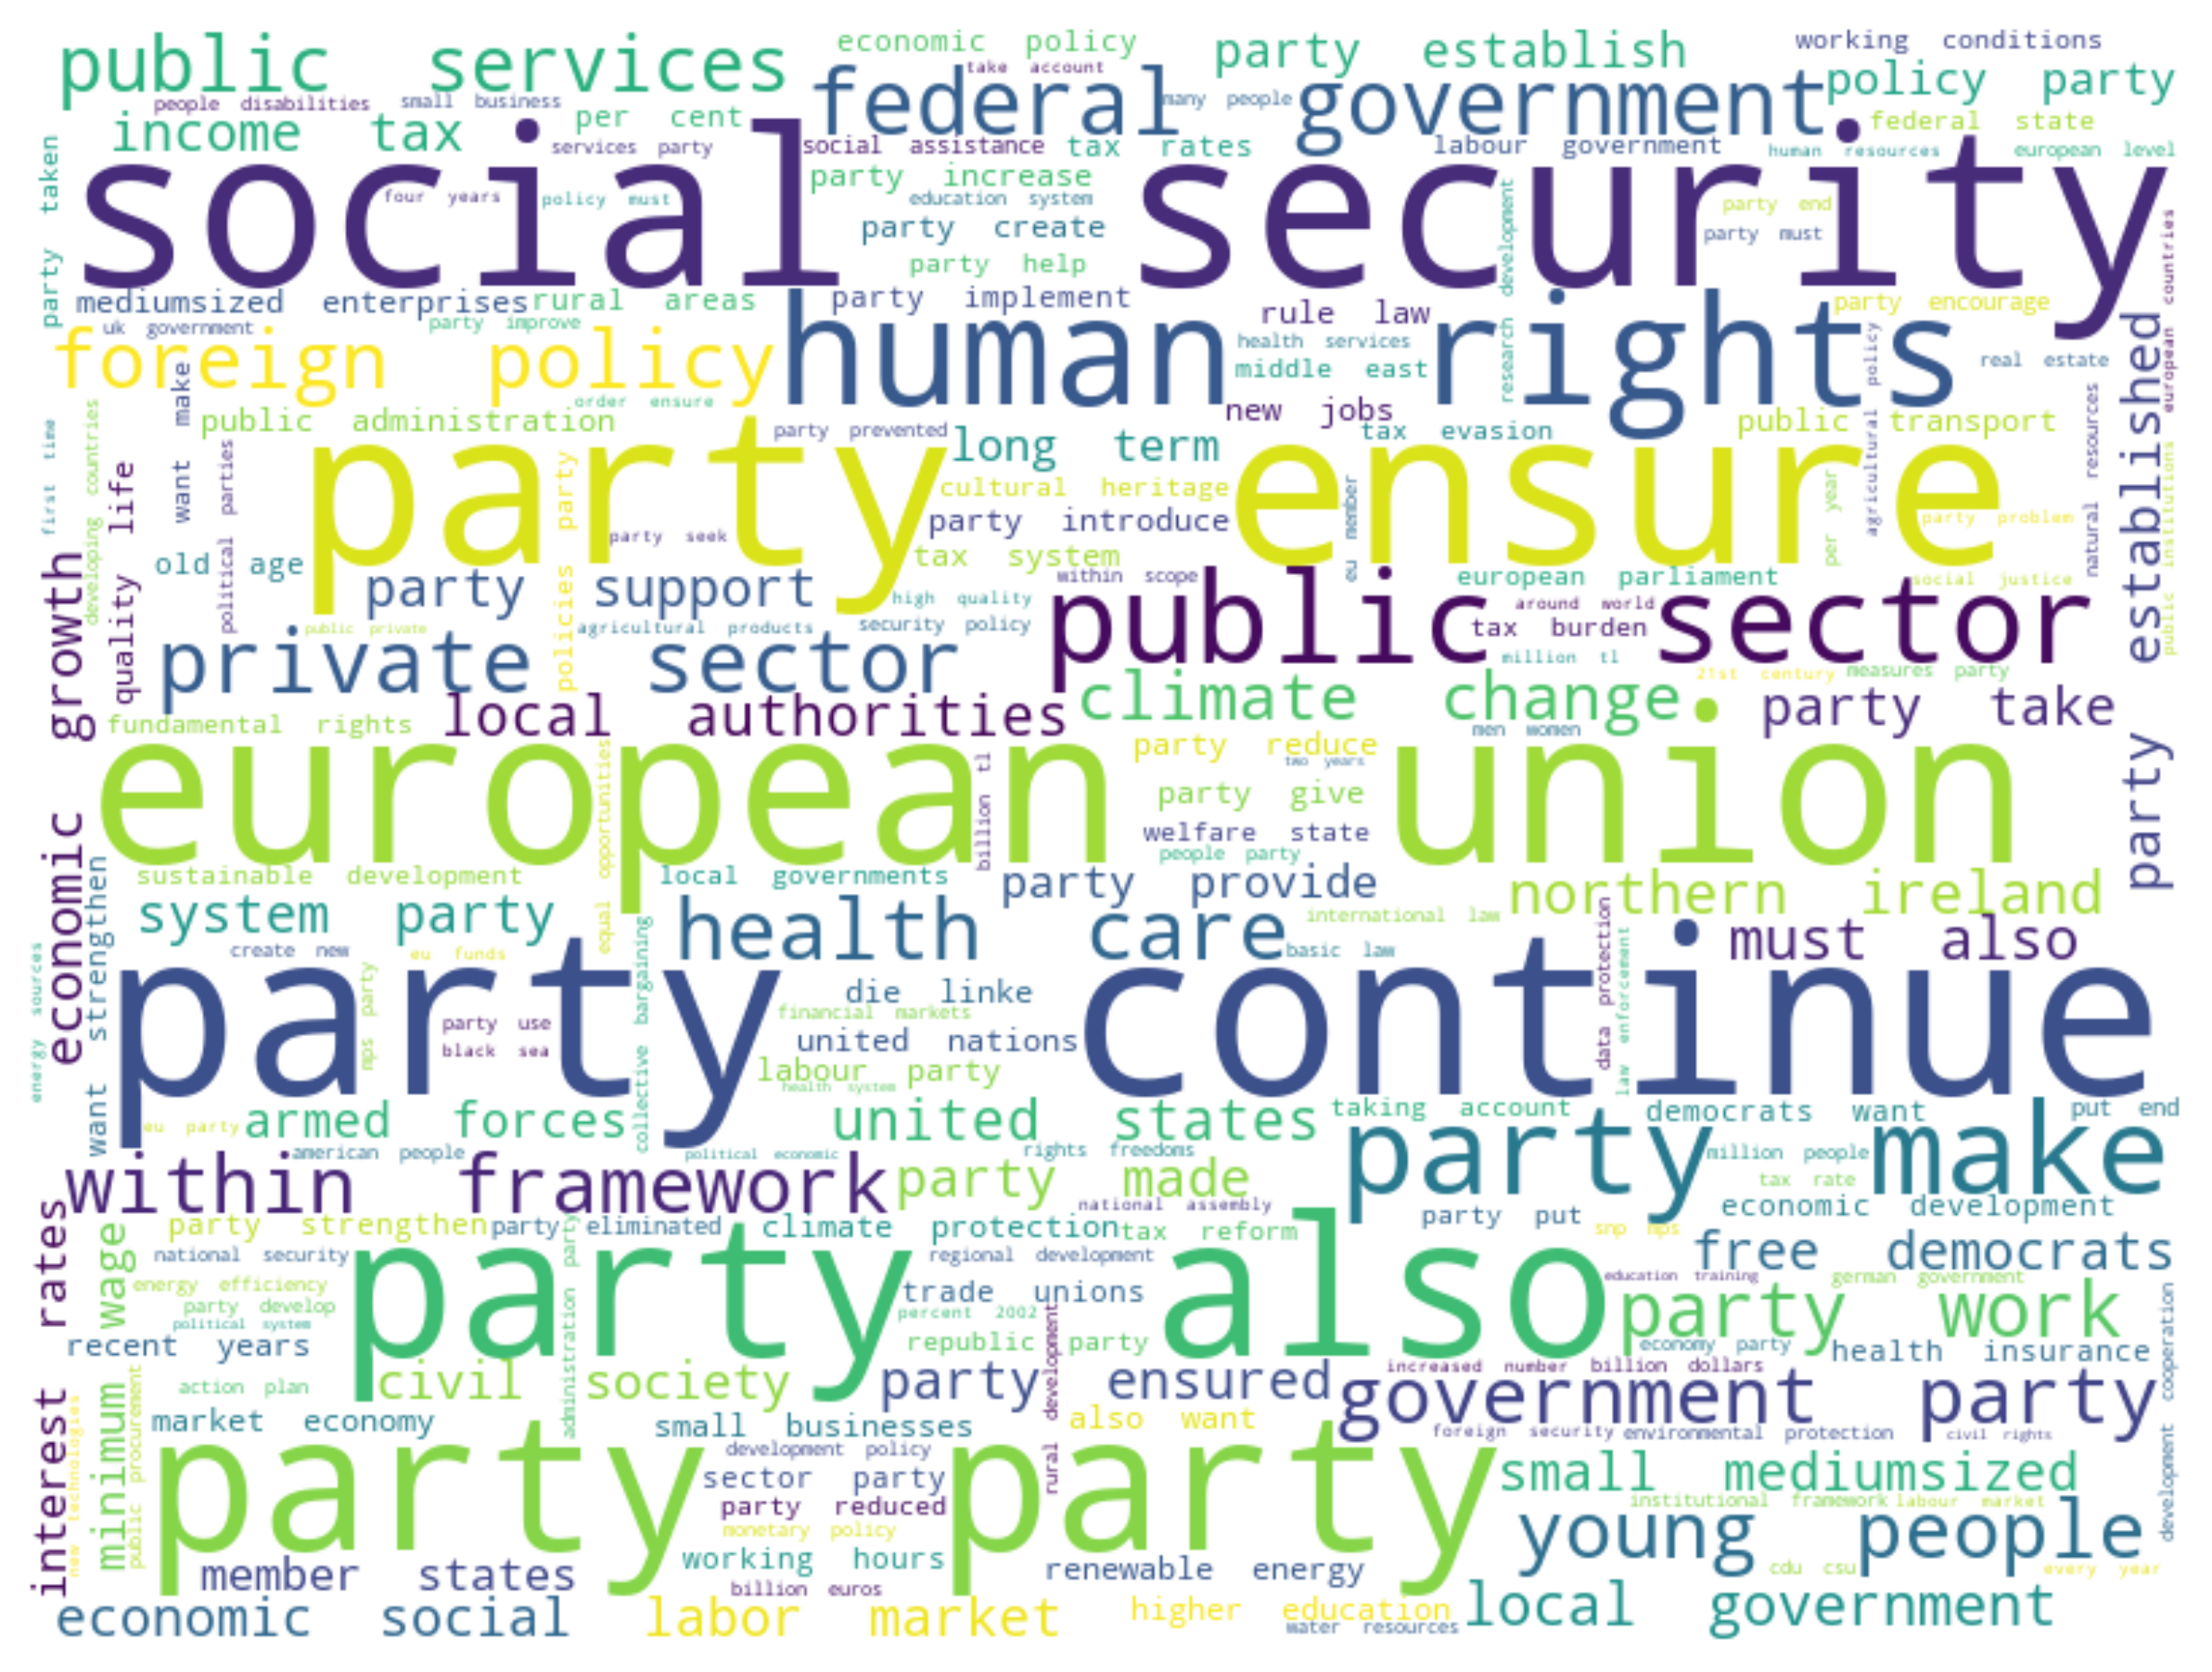 public services
economic policy
party establish
working conditions
take account
federal government
policy party
people disabilities
small business
many people
income tax
per cent
federal state
services party
social assistance
tax rates
labour government
human resources
european level
social security
party taken
four years
policy must
party increase
education system
party create
party help
research development
party end
party must
european countries
mediumsized enterprises
rural areas
party implement
rule law
party encourage
uk government
party improve
foreign policy
human rights
health services
middle east
agricultural policy
real estate
want make
order ensure
new jobs
public administration
party prevented
long term
tax evasion
public transport
natural resources
party established
first time
developing countries
quality life
political parties
party ensure
policies party
cultural heritage
party introduce
eu member
per year
party problem
public institutions
party seek
tax system
old age
party support
within scope
european parliament
social justice
high quality
public sector
around world
economic growth
public private
agricultural products
security policy
tax burden
private sector
million tl
21st century
measures party
climate change
party take
fundamental rights
local authorities
men women
european union
equal opportunities
billion tl
party reduce
two years
party give
welfare state
people party
sustainable development
local governments
party provide
northern ireland
want strengthen
system party
health care
international law
must also
create new
eu funds
basic law
data protection
energy sources
party continue
mps party
collective bargaining
die linke
financial markets
law enforcement
party use
black sea
united nations
labour party
health system
eu party
armed forces
united states
taking account
democrats want
put end
american people
political economic
rights freedoms
party make
million people
within framework
party made
tax rate
national assembly
economic development
interest rates
minimum wage
party strengthen
party eliminated
climate protection
tax reform
party put
snp mps
national security
party also
administration party
regional development
free democrats
energy efficiency
trade unions
education training
german government
party develop
percent 2002
party work
political system
recent years
republic party
economy party
health insurance
development cooperation
action plan
civil society
party ensured
rural development
increased number
billion dollars
government party
new technologies
public procurement
market economy
small businesses
also want
foreign security
environmental protection
civil rights
party party
development policy
sector party
small mediumsized
party reduced
institutional framework
labour market
monetary policy
young people
working hours
member states
renewable energy
cdu csu
every year
billion euros
economic social
labor market
higher education
water resources
local government